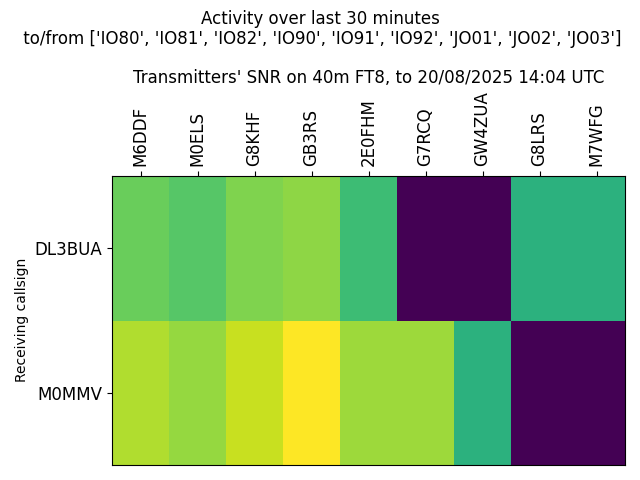 Activity over last 30 minutes
to/from ['IO80', 'IO81', 'IO82', 'IO90', 'IO91', 'IO92', 'JO01', 'JO02', 'JO03']
Transmitters' SNR on 40m FT8, to 20/08/2025 14:04 UTC
M6DDF
M0ELS
G8KHF
GB3RS
2E0FHM
G7RCQ
GW4ZUA
G8LRS
M7WFG
Receiving callsign
DL3BUA
M0MMV